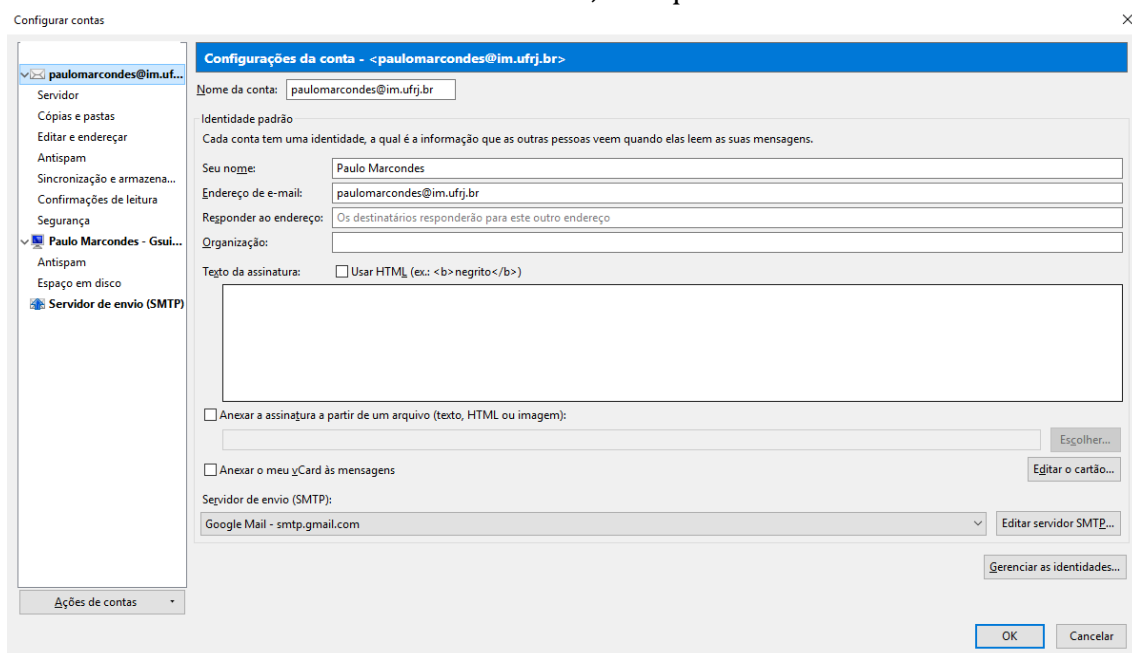 Configurar contas
paulomarcondes@im.uf...
Servidor
Cópias e pastas
Editar e endereçar
Antispam
Sincronização e armazena...
Confirmações de leitura
Segurança
Paulo Marcondes - Gsui...
Antispam
Espaço em disco
Servidor de envio (SMTP)
Ações de contas
Configurações da conta - <paulomarcondes@im.ufrj.br>
Nome da conta: paulomarcondes@im.ufrj.br
Identidade padrão
Cada conta tem uma identidade, a qual é a informação que as outras pessoas veem quando elas leem as suas mensagens.
Seu nome: Paulo Marcondes
Endereço de e-mail: paulomarcondes@im.ufrj.br
Responder ao endereço: Os destinatários responderão para este outro endereço
Organização:
Texto da assinatura: Usar HTML (ex.: <b>negrito</b>)
Anexar a assinatura a partir de um arquivo (texto, HTML ou imagem):
Escolher...
Anexar o meu vCard às mensagens
Editar o cartão...
Servidor de envio (SMTP):
Google Mail - smtp.gmail.com
Editar servidor SMTP...
Gerenciar as identidades...
OK
Cancelar